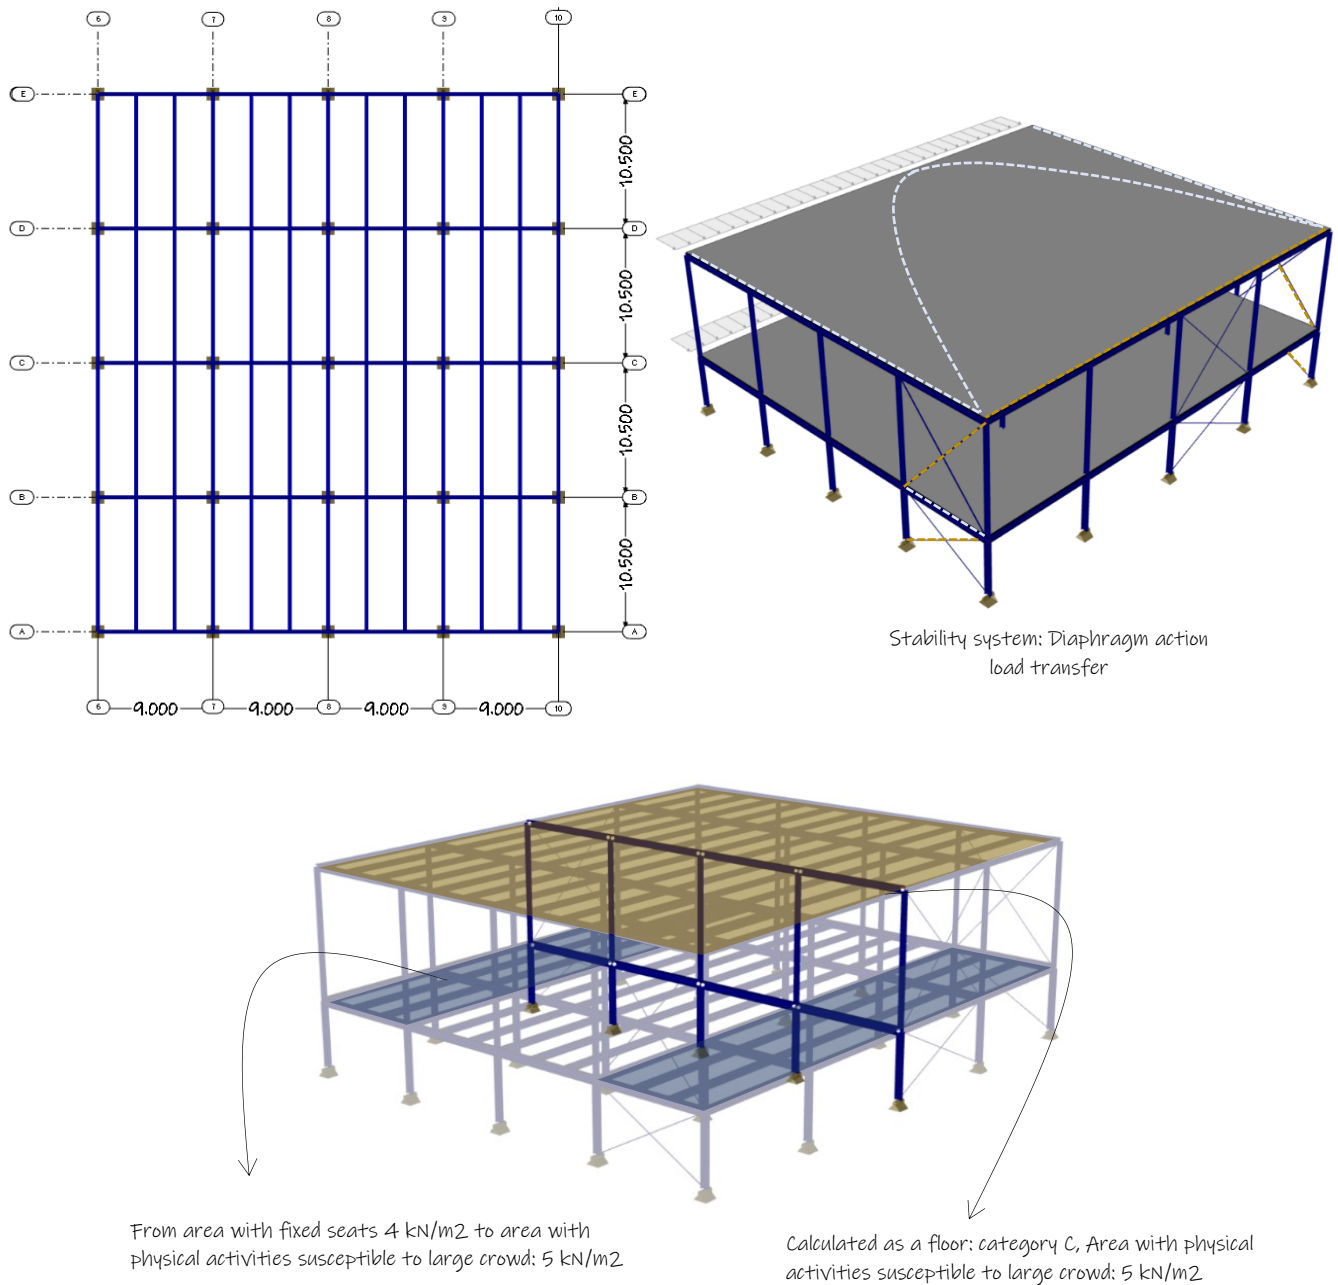 6 7 8 9 10
E E
10.500
D D
10.500
C C
10.500
B B
10.500
A A
6 9.000 7 9.000 8 9.000 9 9.000 10
Stability system: Diaphragm action
load transfer
From area with fixed seats 4 kN/m2 to area with
physical activities susceptible to large crowd: 5 kN/m2
Calculated as a floor: category C, Area with physical
activities susceptible to large crowd: 5 kN/m2